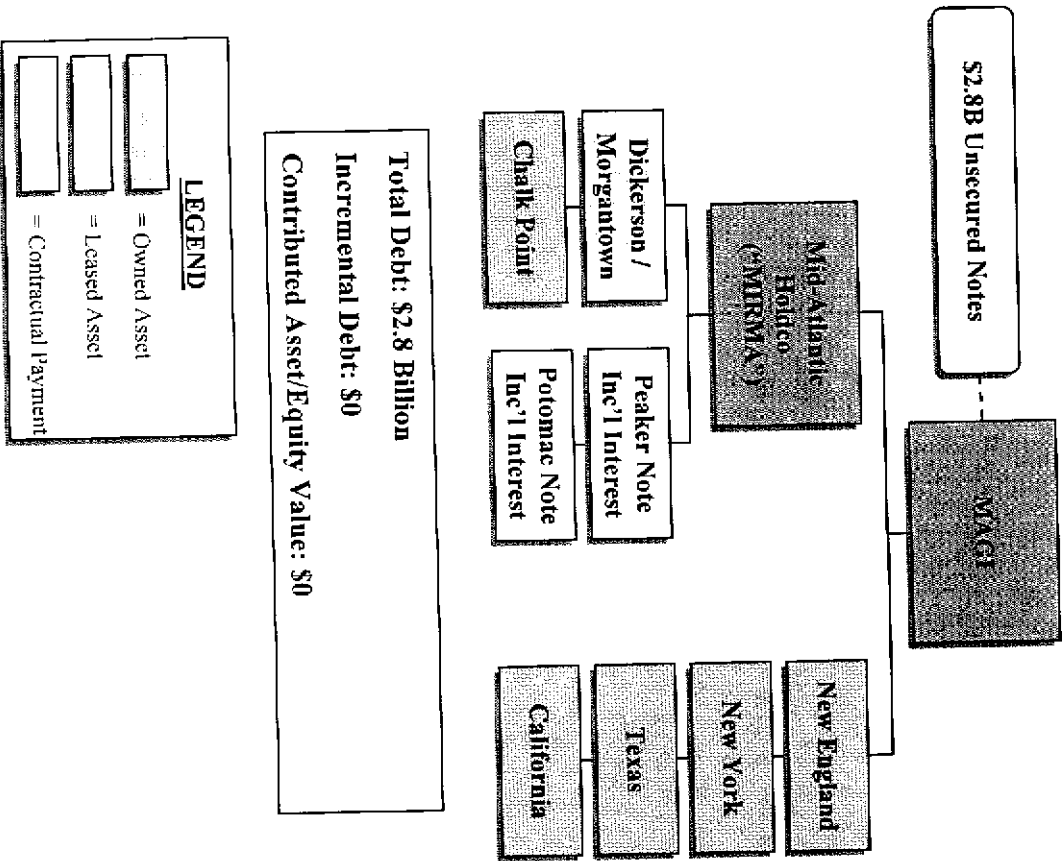 $2.8B Unsecured Notes
MAGI
Mid-Atlantic
Holdco
("MIRMA")
Dickerson /
Morgantown
Chalk Point
Peaker Note
Inc'l Interest
Potomac Note
Inc'l Interest
New England
New York
Texas
California
Total Debt: $2.8 Billion
Incremental Debt: $0
Contributed Asset/Equity Value: $0
LEGEND
= Owned Asset
= Leased Asset
= Contractual Payment